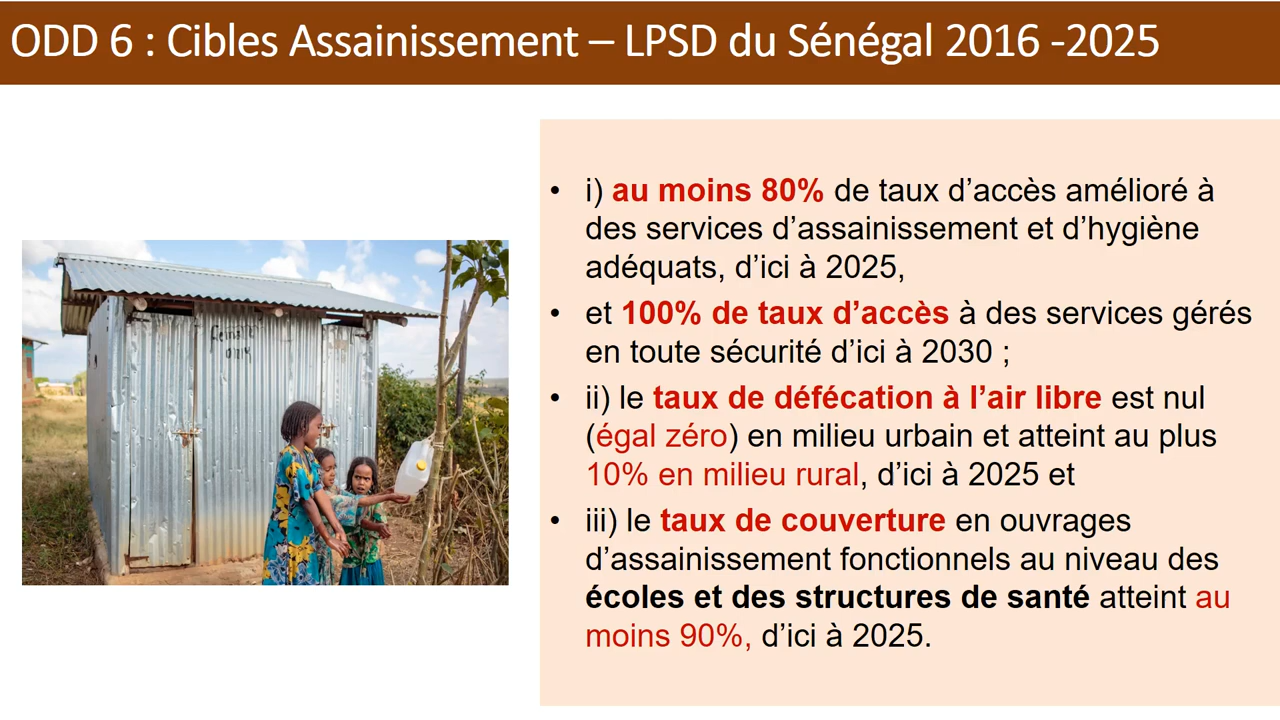 ODD 6 : Cibles Assainissement – LPSD du Sénégal 2016 -2025
• i) au moins 80% de taux d’accès amélioré à
des services d’assainissement et d’hygiène
adéquats, d’ici à 2025,
• et 100% de taux d’accès à des services gérés
en toute sécurité d’ici à 2030 ;
• ii) le taux de défécation à l’air libre est nul
(égal zéro) en milieu urbain et atteint au plus
10% en milieu rural, d’ici à 2025 et
• iii) le taux de couverture en ouvrages
d’assainissement fonctionnels au niveau des
écoles et des structures de santé atteint au
moins 90%, d’ici à 2025.